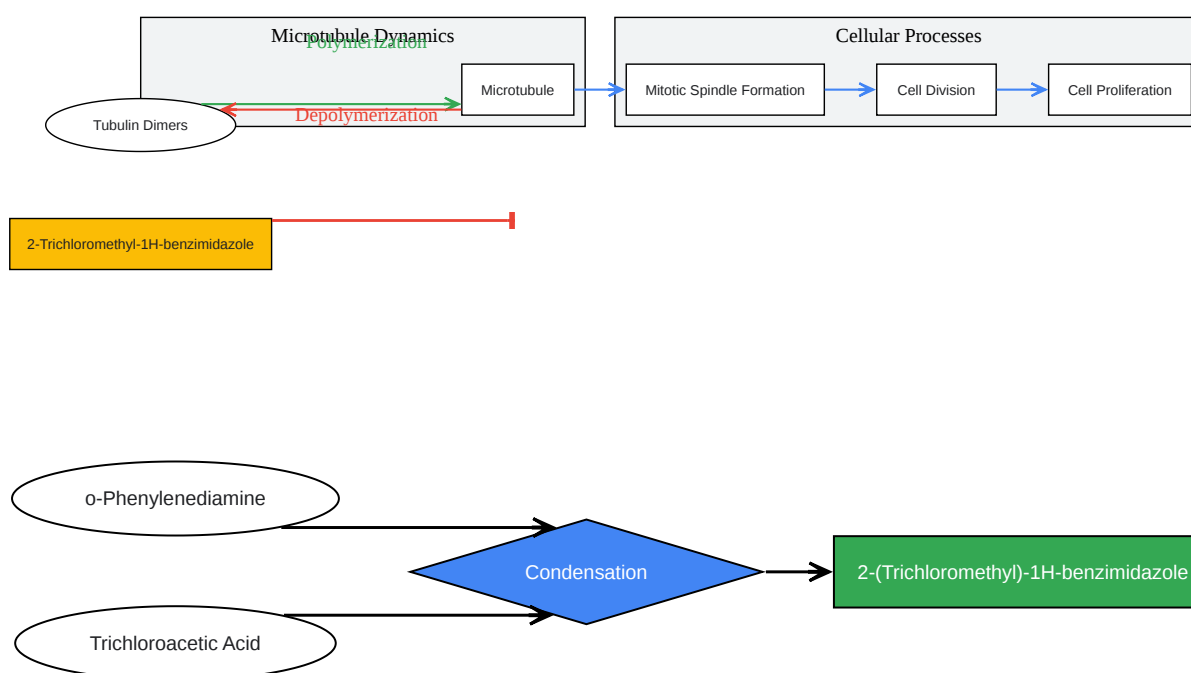 Microtubule Dynamics
Cellular Processes
Polymerization
Microtubule
Mitotic Spindle Formation
Cell Division
Cell Proliferation
Depolymerization
Tubulin Dimers
2-Trichloromethyl-1H-benzimidazole
o-Phenylenediamine
Condensation
2-(Trichloromethyl)-1H-benzimidazole
Trichloroacetic Acid